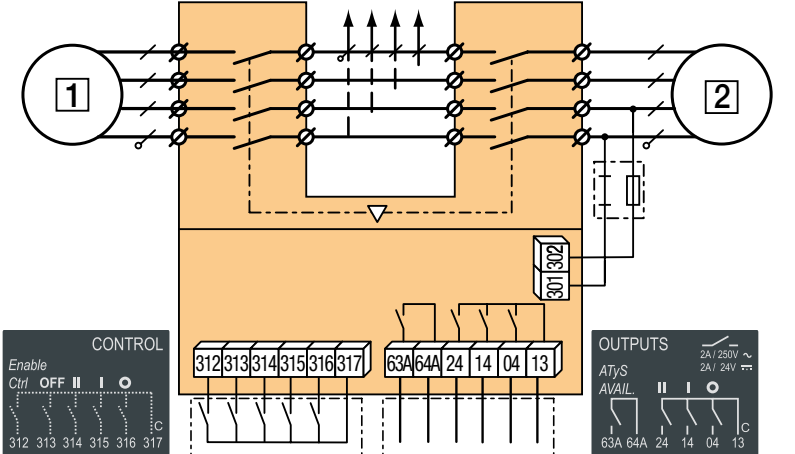 1 2
302
301
312 313 314 315 316 317 63A 64A 24 14 04 13
CONTROL
Enable
Ctrl OFF II I O
C
312 313 314 315 316 317
OUTPUTS
2A / 250V ~
2A / 24V ⎓
ATyS
AVAIL. II I O
C
63A 64A 24 14 04 13